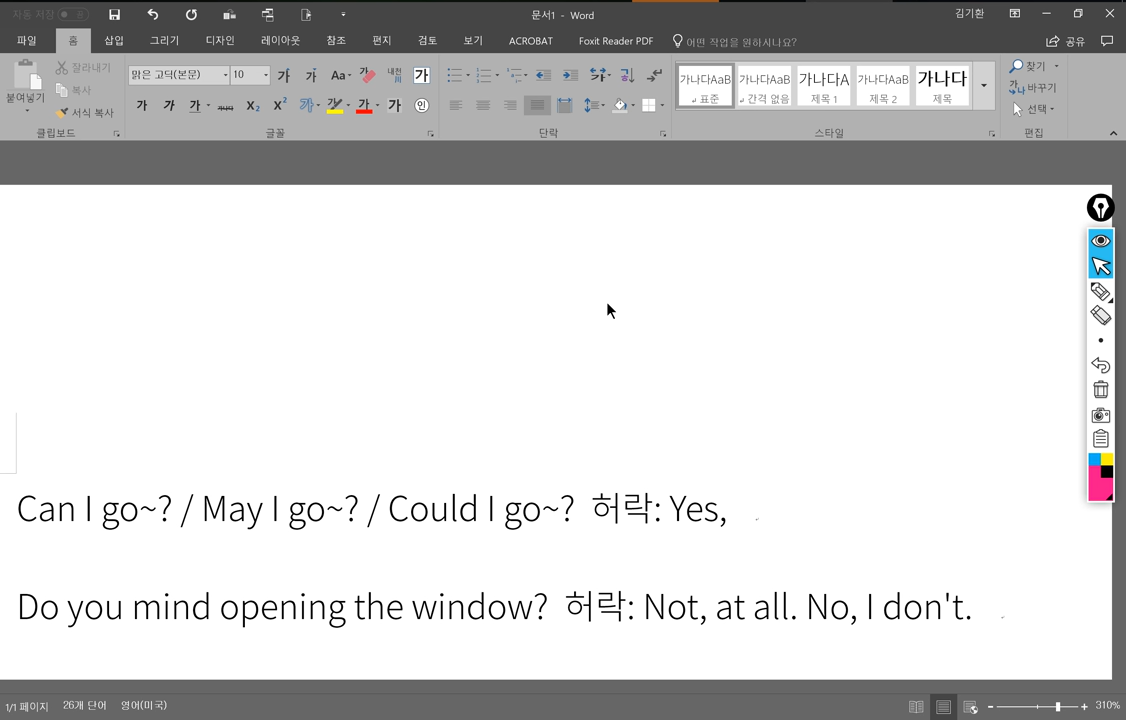 자동 저장
문서1 - Word
김기환
파일 홈 삽입 그리기 디자인 레이아웃 참조 편지 검토 보기 ACROBAT Foxit Reader PDF 어떤 작업을 원하시나요? 공유
붙여넣기
잘라내기
복사
서식 복사
클립보드
맑은 고딕(본문) 10
글꼴
단락
가나다AaB 가나다AaB 가나다A 가나다AaB 가나다
표준 간격 없음 제목 1 제목 2 제목
스타일
찾기
바꾸기
선택
편집
Can I go~? / May I go~? / Could I go~? 허락: Yes,
Do you mind opening the window? 허락: Not, at all. No, I don't.
1/1 페이지 26개 단어 영어(미국) 310%